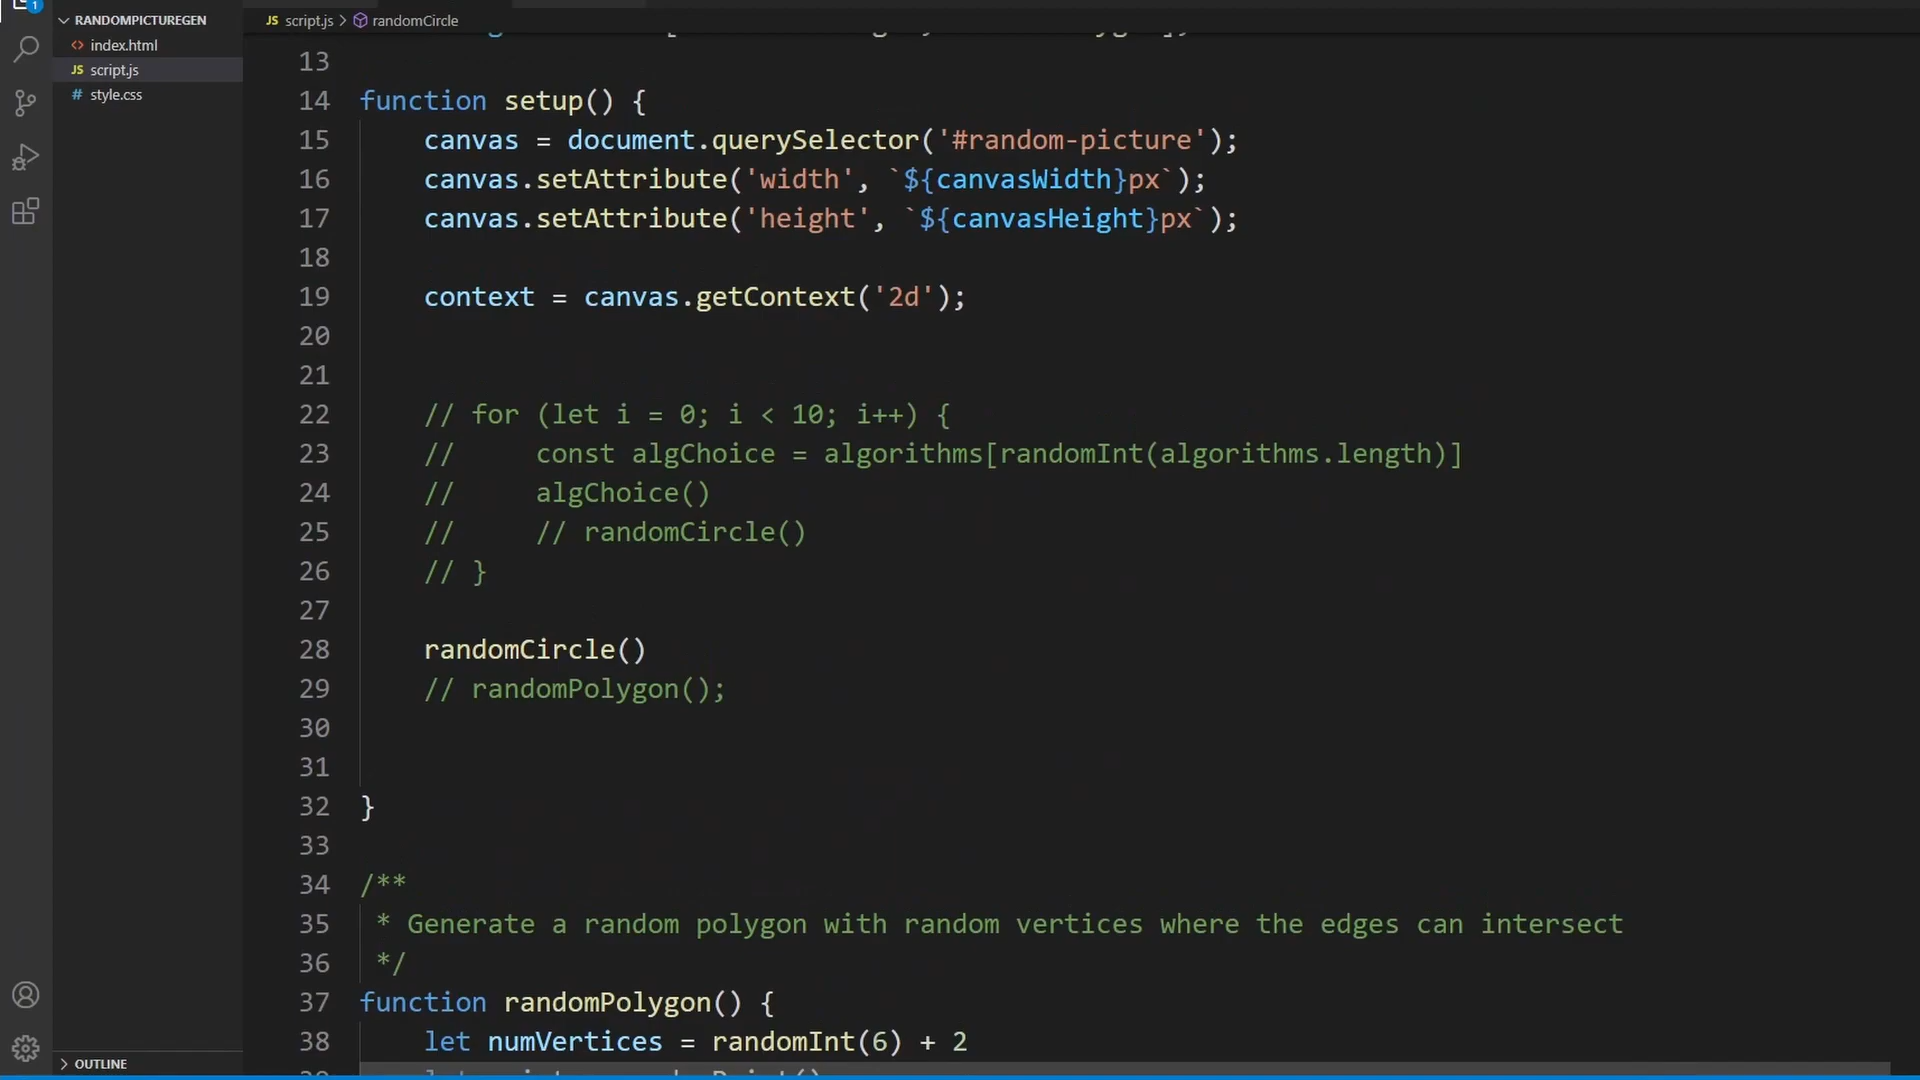 1
RANDOMPICTUREGEN
index.html
JS script.js
# style.css
OUTLINE
JS script.js > randomCircle
13
14 function setup() {
15 canvas = document.querySelector('#random-picture');
16 canvas.setAttribute('width', `${canvasWidth}px`);
17 canvas.setAttribute('height', `${canvasHeight}px`);
18
19 context = canvas.getContext('2d');
20
21
22 // for (let i = 0; i < 10; i++) {
23 //     const algChoice = algorithms[randomInt(algorithms.length)]
24 //     algChoice()
25 //     // randomCircle()
26 // }
27
28 randomCircle()
29 // randomPolygon();
30
31
32 }
33
34 /**
35 * Generate a random polygon with random vertices where the edges can intersect
36 */
37 function randomPolygon() {
38 let numVertices = randomInt(6) + 2